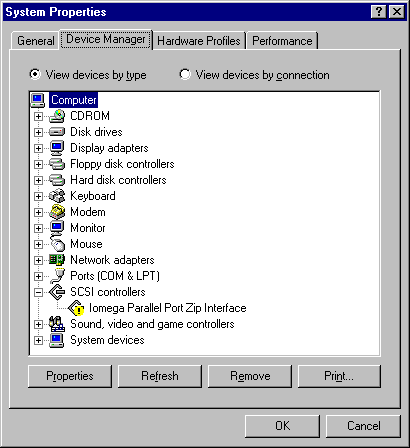 System Properties
General Device Manager Hardware Profiles Performance
View devices by type View devices by connection
Computer
CDROM
Disk drives
Display adapters
Floppy disk controllers
Hard disk controllers
Keyboard
Modem
Monitor
Mouse
Network adapters
Ports (COM & LPT)
SCSI controllers
Iomega Parallel Port Zip Interface
Sound, video and game controllers
System devices
Properties Refresh Remove Print...
OK Cancel